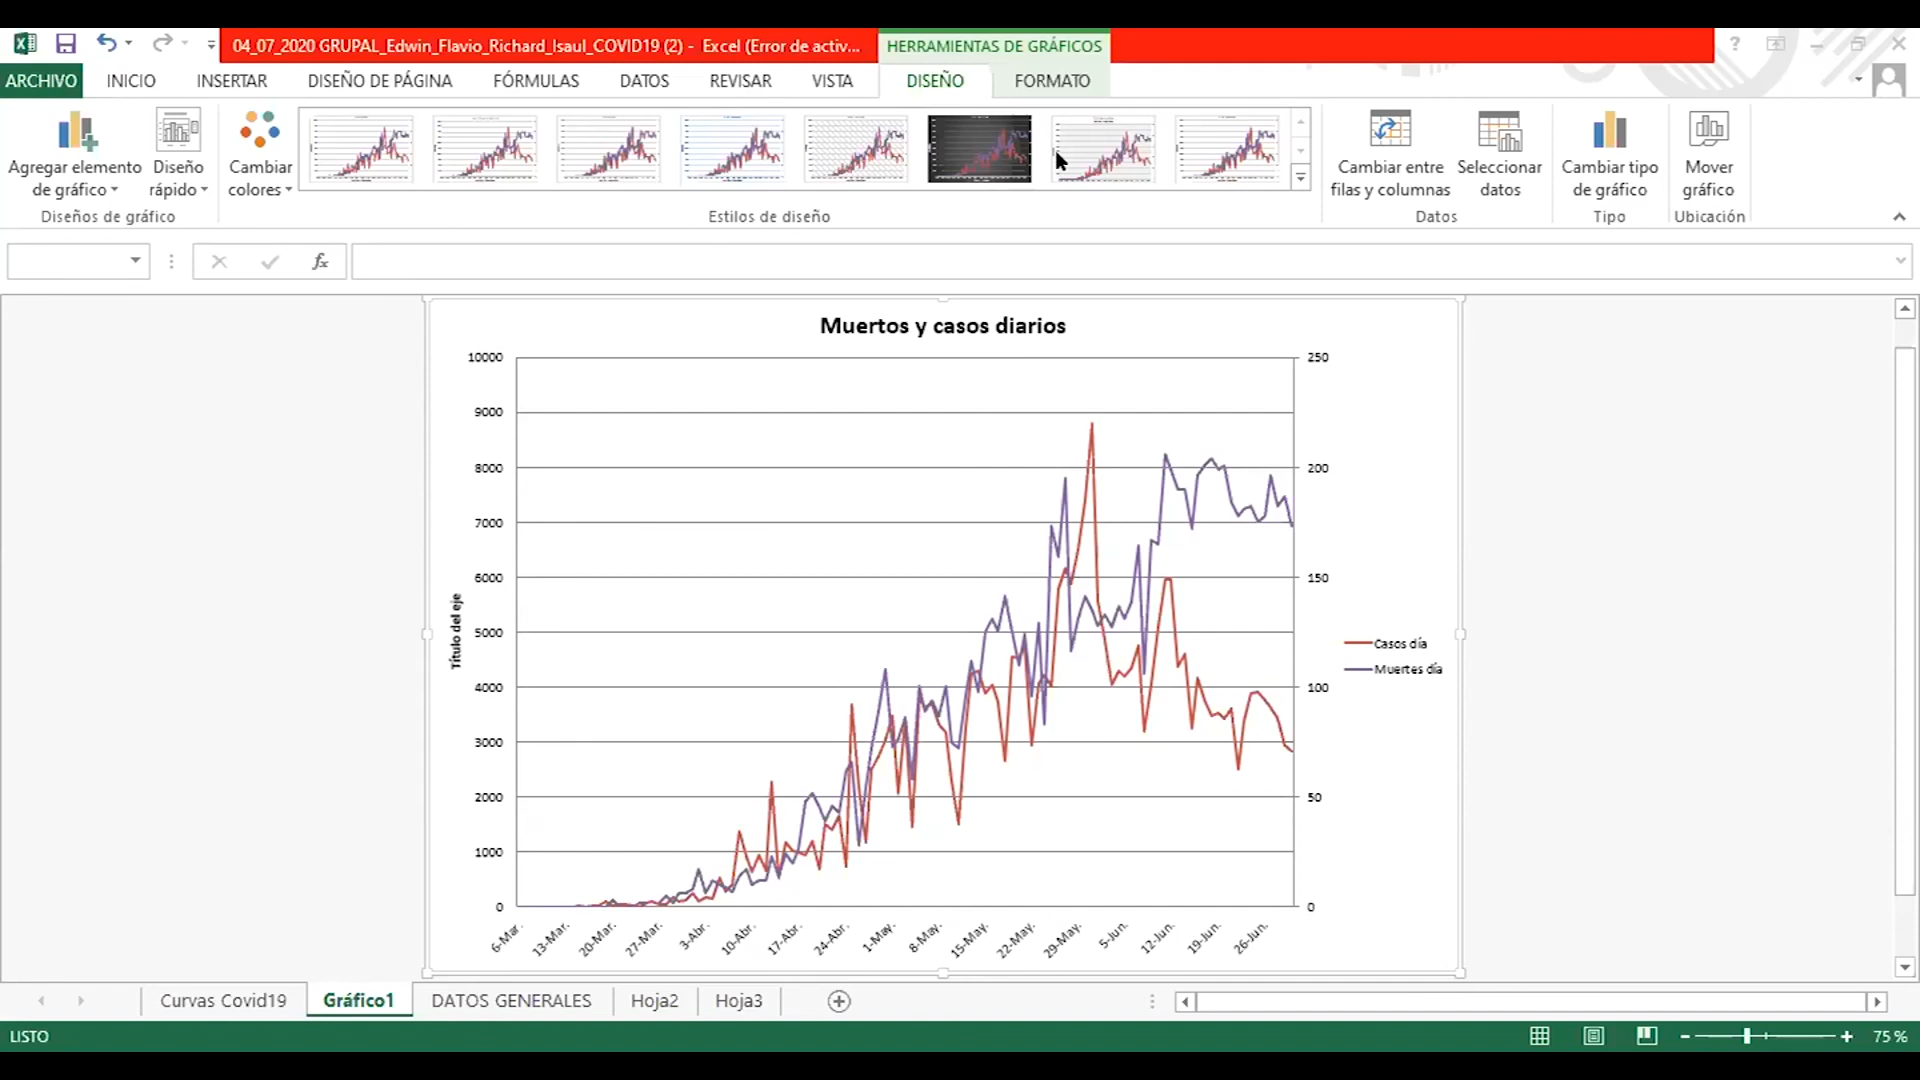 04_07_2020 GRUPAL_Edwin_Flavio_Richard_Isaul_COVID19 (2) - Excel (Error de activ...
HERRAMIENTAS DE GRÁFICOS
?
ARCHIVO INICIO INSERTAR DISEÑO DE PÁGINA FÓRMULAS DATOS REVISAR VISTA DISEÑO FORMATO
Agregar elemento de gráfico
Diseño rápido
Cambiar colores
Cambiar entre filas y columnas
Seleccionar datos
Cambiar tipo de gráfico
Mover gráfico
Diseños de gráfico
Estilos de diseño
Datos
Tipo
Ubicación
fx
Muertos y casos diarios
10000
9000
8000
7000
6000
5000
4000
3000
2000
1000
0
Título del eje
250
200
150
100
50
0
Casos día
Muertes día
6-Mar. 13-Mar. 20-Mar. 27-Mar. 3-Abr. 10-Abr. 17-Abr. 24-Abr. 1-May. 8-May. 15-May. 22-May. 29-May. 5-Jun. 12-Jun. 19-Jun. 26-Jun.
Curvas Covid19 Gráfico1 DATOS GENERALES Hoja2 Hoja3
LISTO
75 %